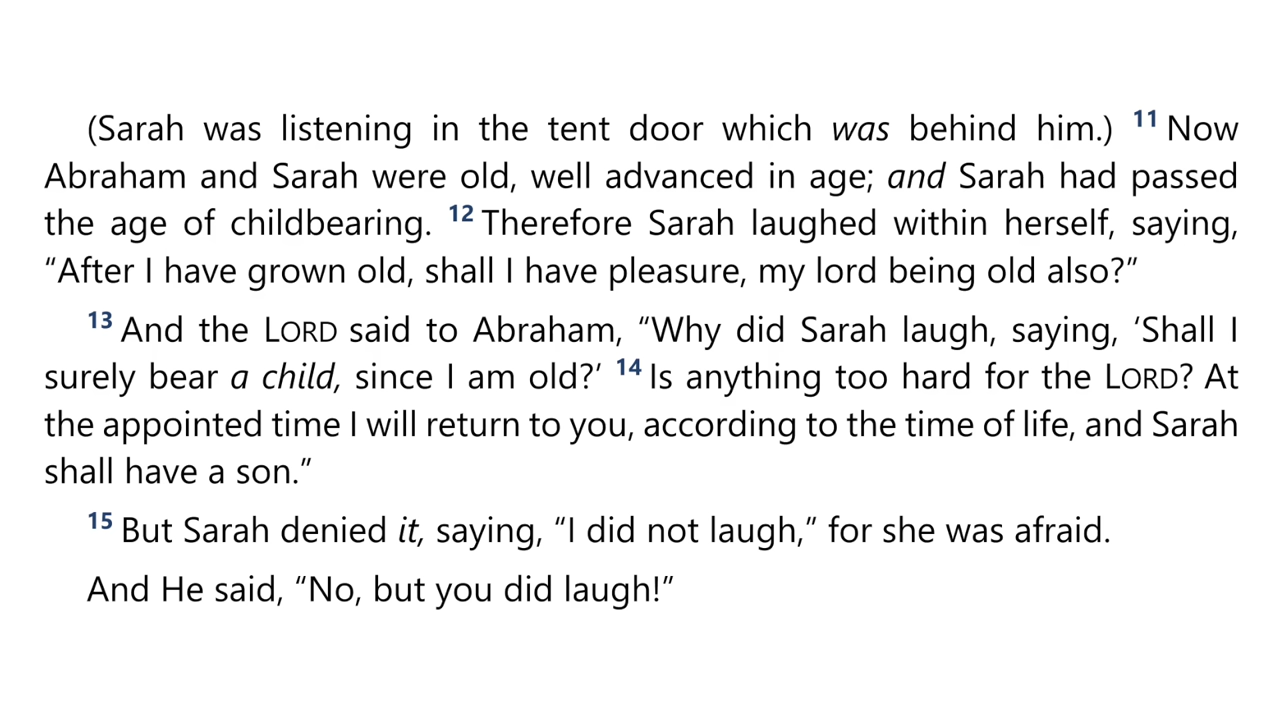 (Sarah was listening in the tent door which was behind him.) 11 Now
Abraham and Sarah were old, well advanced in age; and Sarah had passed
the age of childbearing. 12 Therefore Sarah laughed within herself, saying,
“After I have grown old, shall I have pleasure, my lord being old also?”
13 And the LORD said to Abraham, “Why did Sarah laugh, saying, ‘Shall I
surely bear a child, since I am old?’ 14 Is anything too hard for the LORD? At
the appointed time I will return to you, according to the time of life, and Sarah
shall have a son.”
15 But Sarah denied it, saying, “I did not laugh,” for she was afraid.
And He said, “No, but you did laugh!”